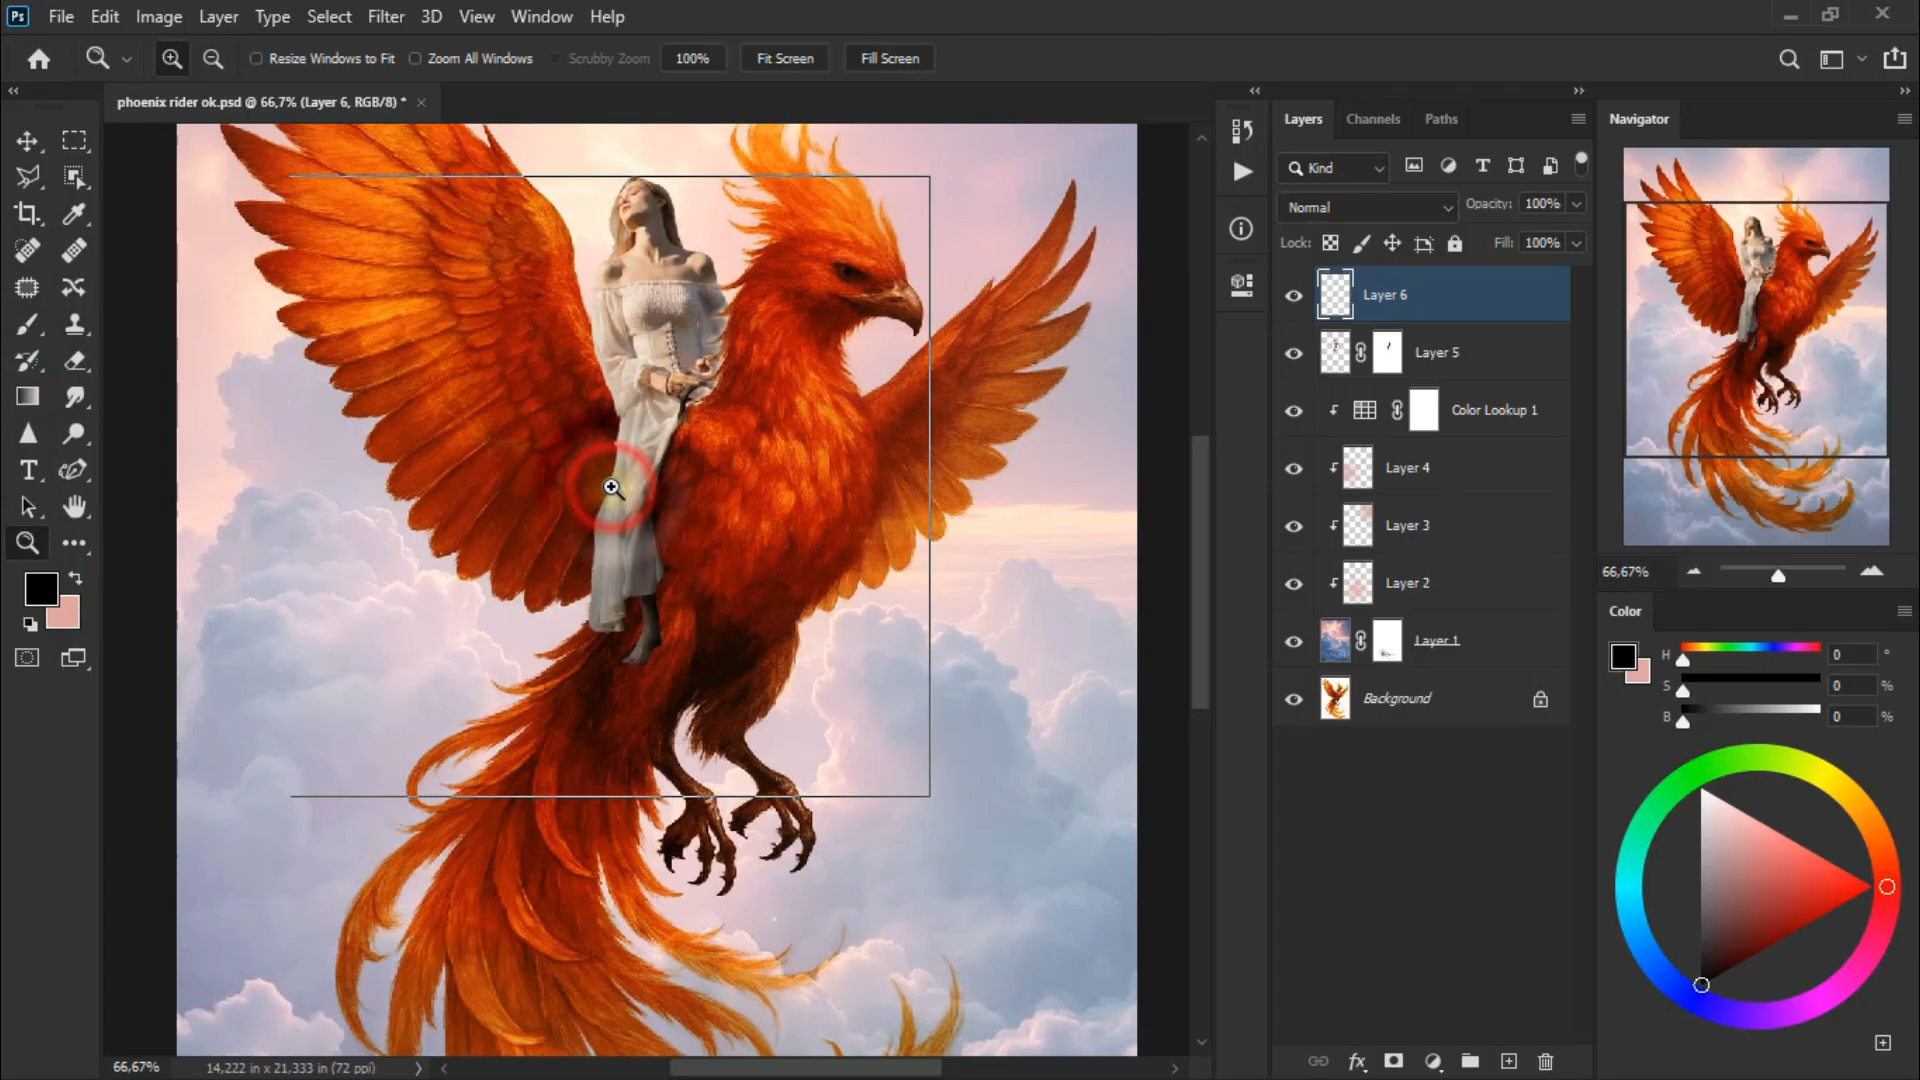 Ps File Edit Image Layer Type Select Filter 3D View Window Help
Resize Windows to Fit Zoom All Windows Scrubby Zoom 100% Fit Screen Fill Screen
phoenix rider ok.psd @ 66,7% (Layer 6, RGB/8) *
Layers Channels Paths
Kind
Normal Opacity: 100%
Lock: Fill: 100%
Layer 6
Layer 5
Color Lookup 1
Layer 4
Layer 3
Layer 2
Layer 1
Background
fx
Navigator
66,67%
Color
H 0 °
S 0 %
B 0 %
66,67% 14,222 in x 21,333 in (72 ppi)